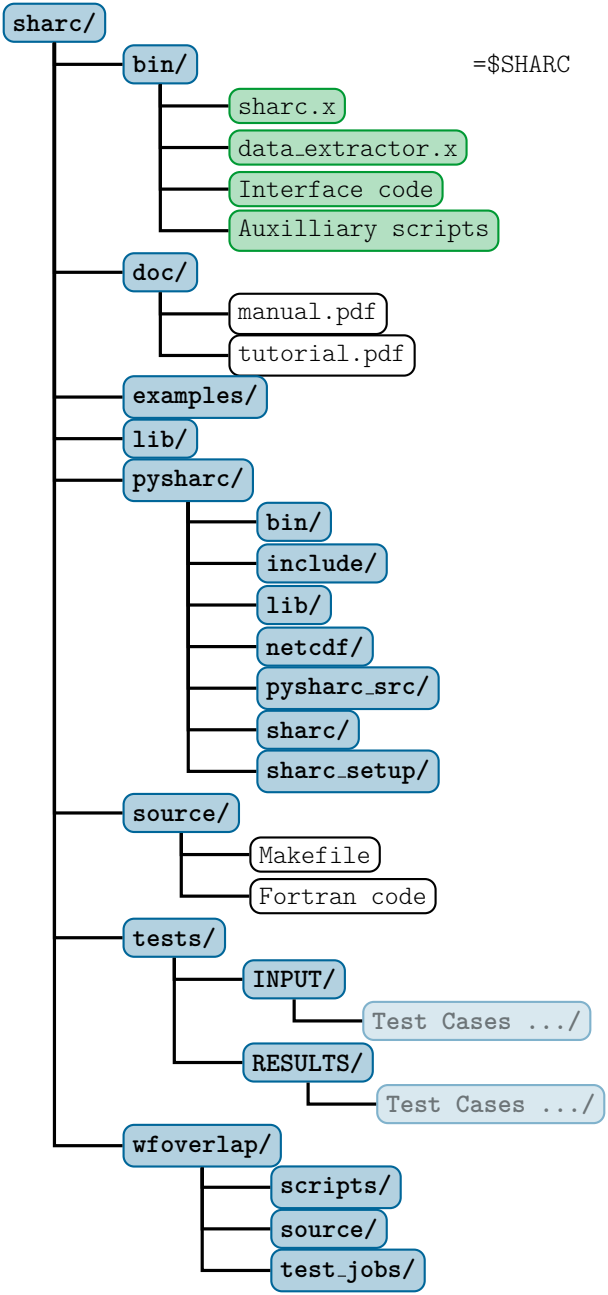 sharc/
bin/ =$SHARC
sharc.x
data_extractor.x
Interface code
Auxilliary scripts
doc/
manual.pdf
tutorial.pdf
examples/
lib/
pysharc/
bin/
include/
lib/
netcdf/
pysharc_src/
sharc/
sharc_setup/
source/
Makefile
Fortran code
tests/
INPUT/
Test Cases .../
RESULTS/
Test Cases .../
wfoverlap/
scripts/
source/
test_jobs/